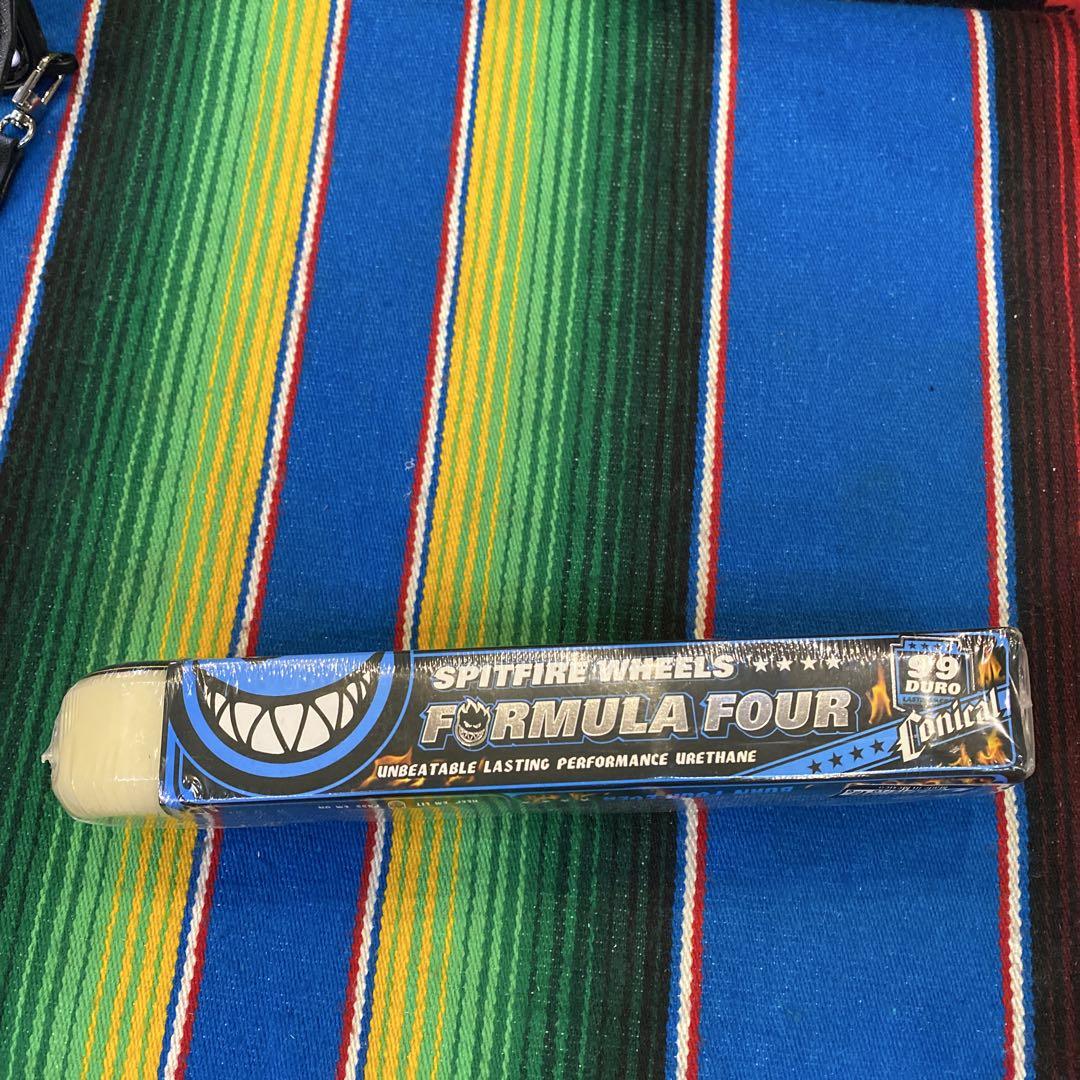 SPITFIRE WHEELS
FORMULA FOUR
UNBEATABLE LASTING PERFORMANCE URETHANE
99
DURO
Conical